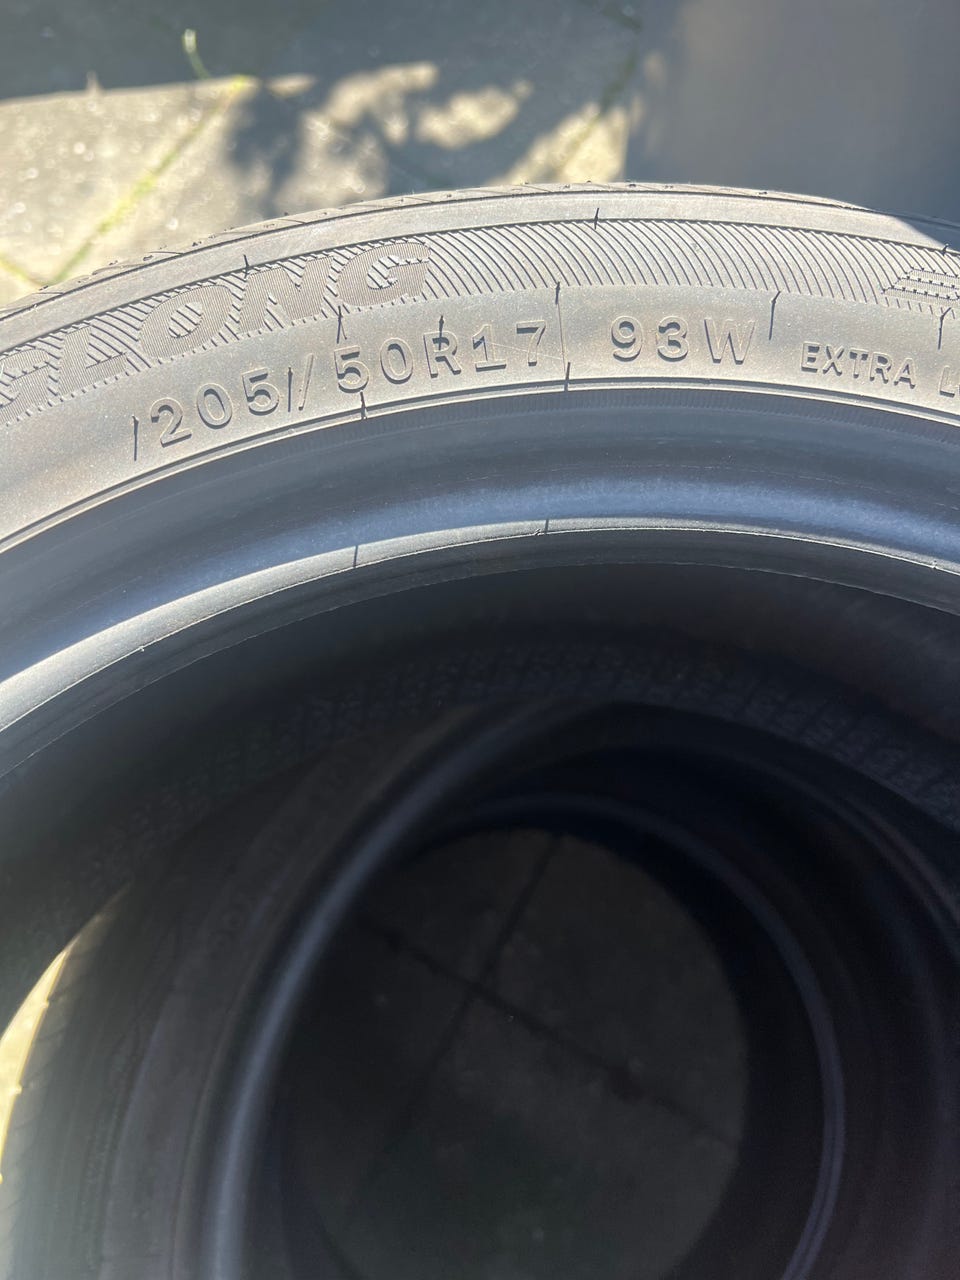 GLONG
205/50R17 93W EXTRA L